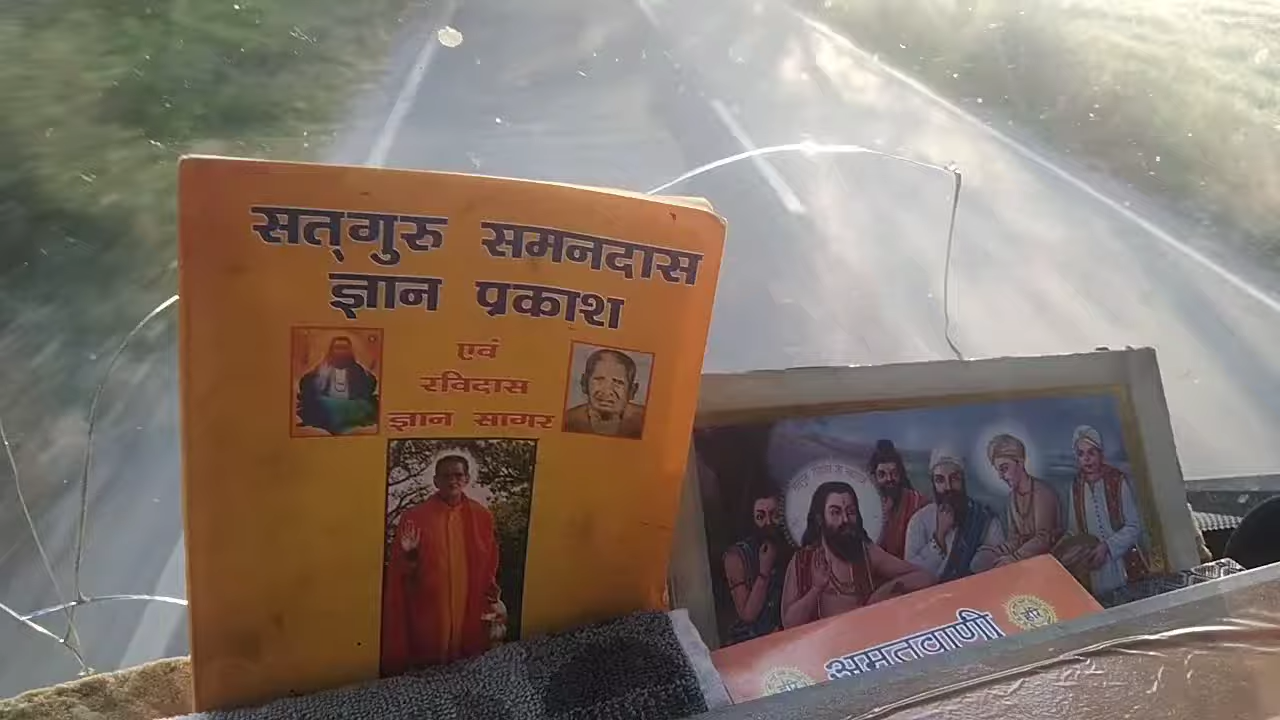 सत्‌गुरु समनदास
ज्ञान प्रकाश
एवं
रविदास
ज्ञान सागर
अमृतवाणी